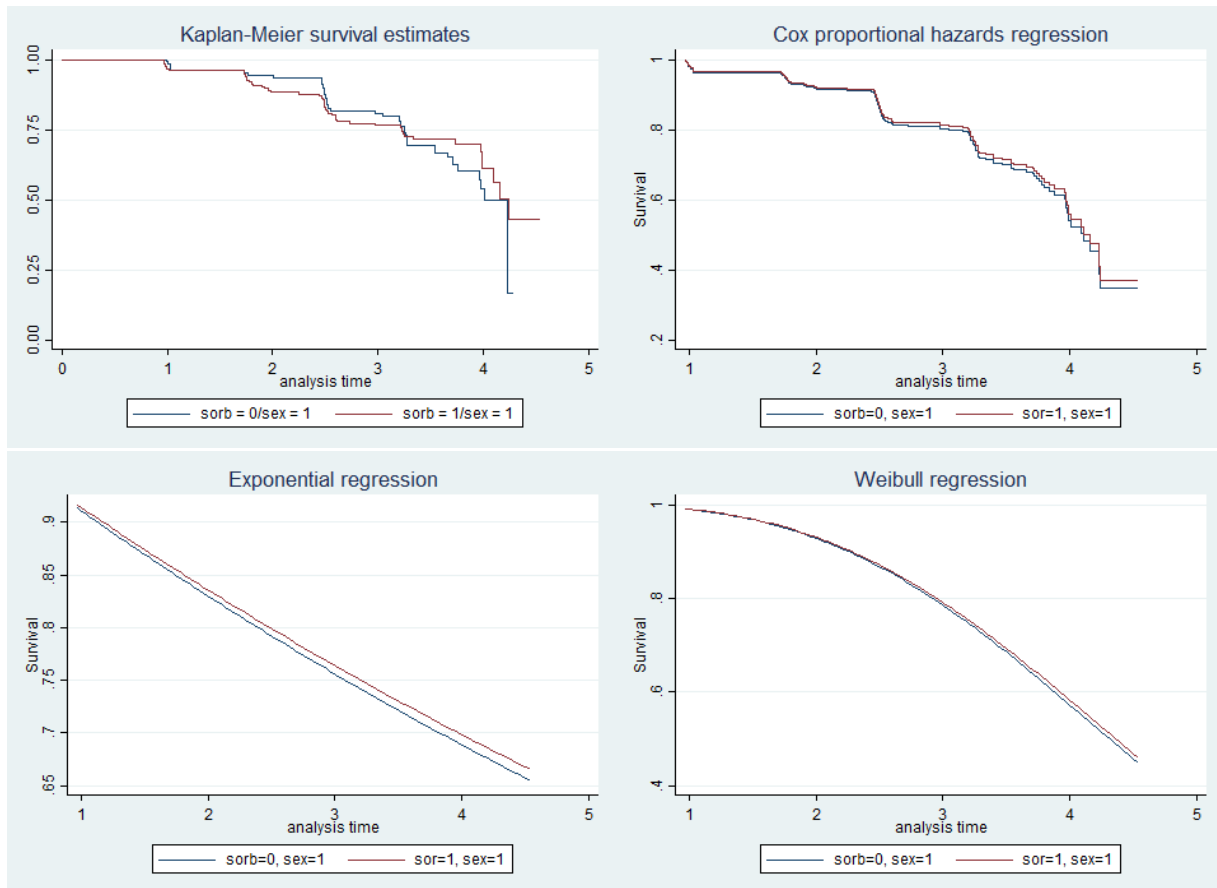 Kaplan-Meier survival estimates
1.00
0.75
0.50
0.25
0.00
0 1 2 3 4 5
analysis time
sorb = 0/sex = 1 sorb = 1/sex = 1
Cox proportional hazards regression
Survival
1
.8
.6
.4
.2
1 2 3 4 5
analysis time
sorb=0, sex=1 sor=1, sex=1
Exponential regression
Survival
.9
.85
.8
.75
.7
.65
1 2 3 4 5
analysis time
sorb=0, sex=1 sor=1, sex=1
Weibull regression
Survival
1
.8
.6
.4
1 2 3 4 5
analysis time
sorb=0, sex=1 sor=1, sex=1